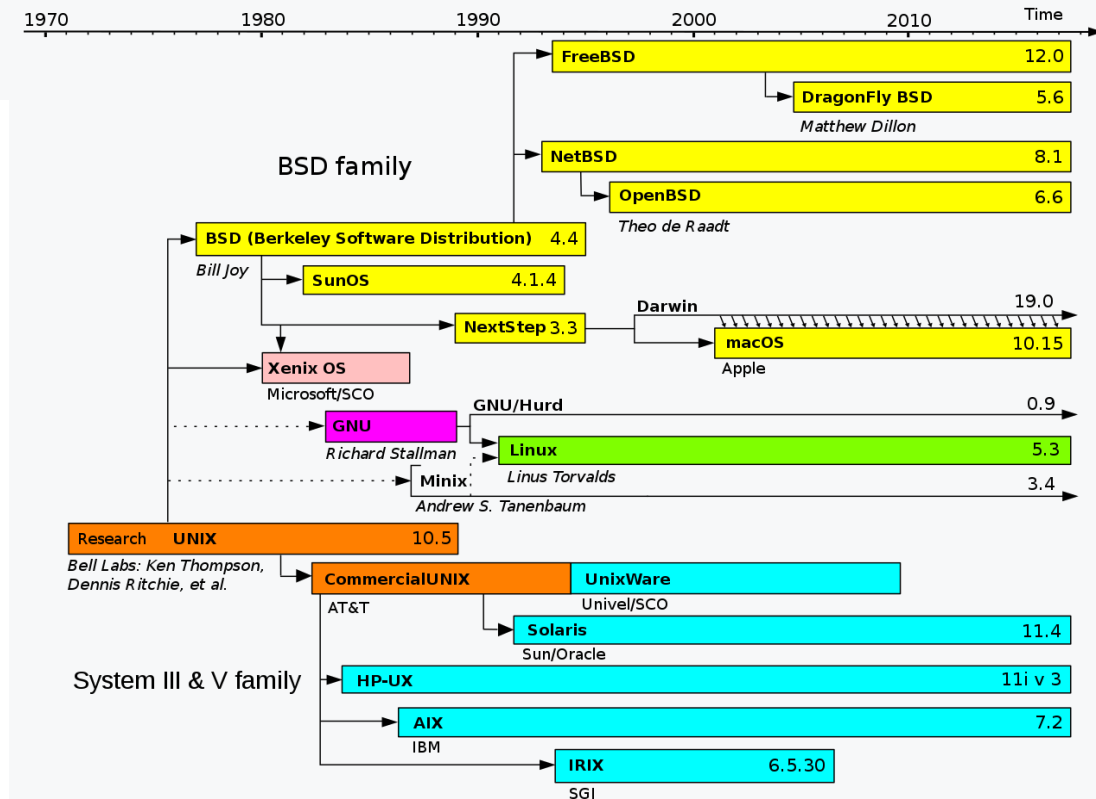 1970 1980 1990 2000 2010 Time
FreeBSD 12.0
DragonFly BSD 5.6
Matthew Dillon
BSD family
NetBSD 8.1
OpenBSD 6.6
Theo de Raadt
BSD (Berkeley Software Distribution) 4.4
Bill Joy
SunOS 4.1.4
Darwin 19.0
NextStep 3.3
macOS 10.15
Apple
Xenix OS
Microsoft/SCO
GNU/Hurd 0.9
GNU
Richard Stallman
Linux 5.3
Linus Torvalds
Minix 3.4
Andrew S. Tanenbaum
Research UNIX 10.5
Bell Labs: Ken Thompson,
Dennis Ritchie, et al.
CommercialUNIX UnixWare
AT&T Univel/SCO
Solaris 11.4
Sun/Oracle
System III & V family
HP-UX 11i v 3
AIX 7.2
IBM
IRIX 6.5.30
SGI